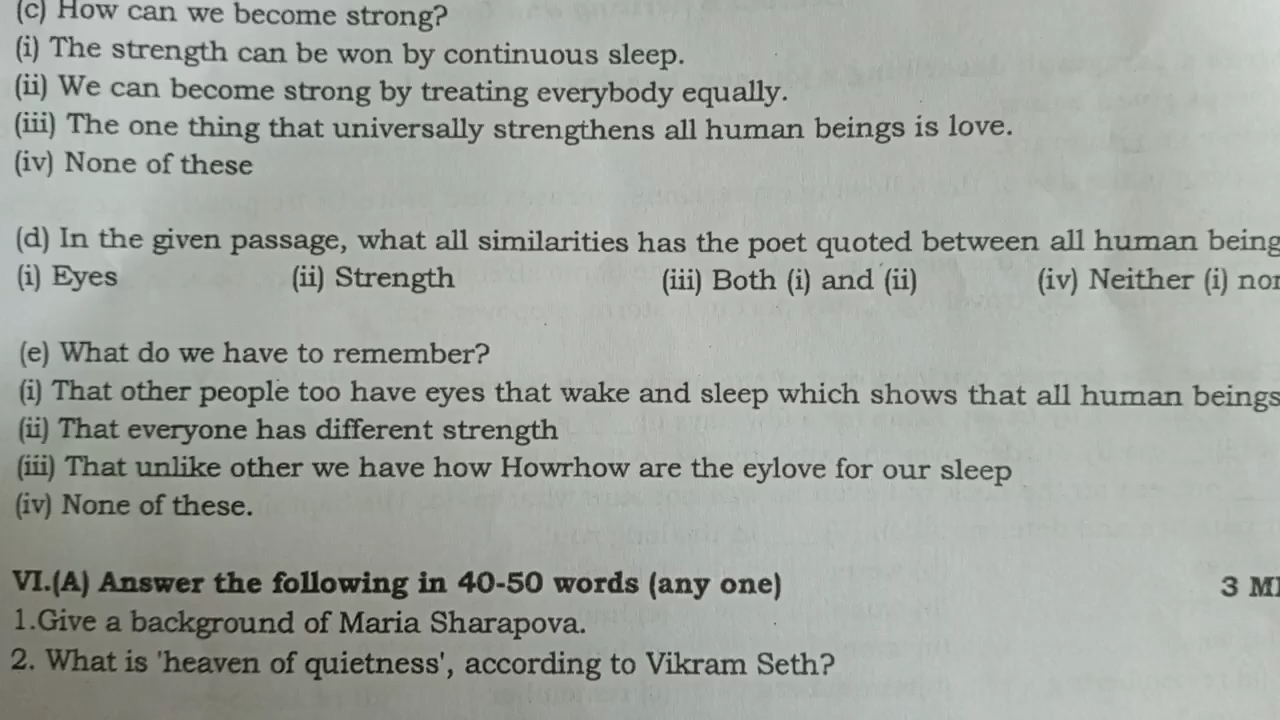 (c) How can we become strong?
(i) The strength can be won by continuous sleep.
(ii) We can become strong by treating everybody equally.
(iii) The one thing that universally strengthens all human beings is love.
(iv) None of these
(d) In the given passage, what all similarities has the poet quoted between all human being
(i) Eyes (ii) Strength (iii) Both (i) and (ii) (iv) Neither (i) nor
(e) What do we have to remember?
(i) That other people too have eyes that wake and sleep which shows that all human beings
(ii) That everyone has different strength
(iii) That unlike other we have how Howrhow are the eylove for our sleep
(iv) None of these.
VI.(A) Answer the following in 40-50 words (any one) 3 M
1.Give a background of Maria Sharapova.
2. What is 'heaven of quietness', according to Vikram Seth?